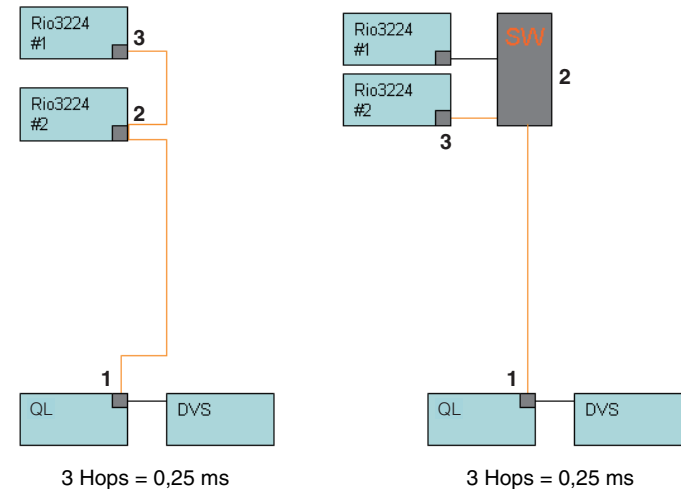 Rio3224
#1
3
Rio3224
#2
2
1
QL
DVS
3 Hops = 0,25 ms
Rio3224
#1
SW
2
Rio3224
#2
3
1
QL
DVS
3 Hops = 0,25 ms